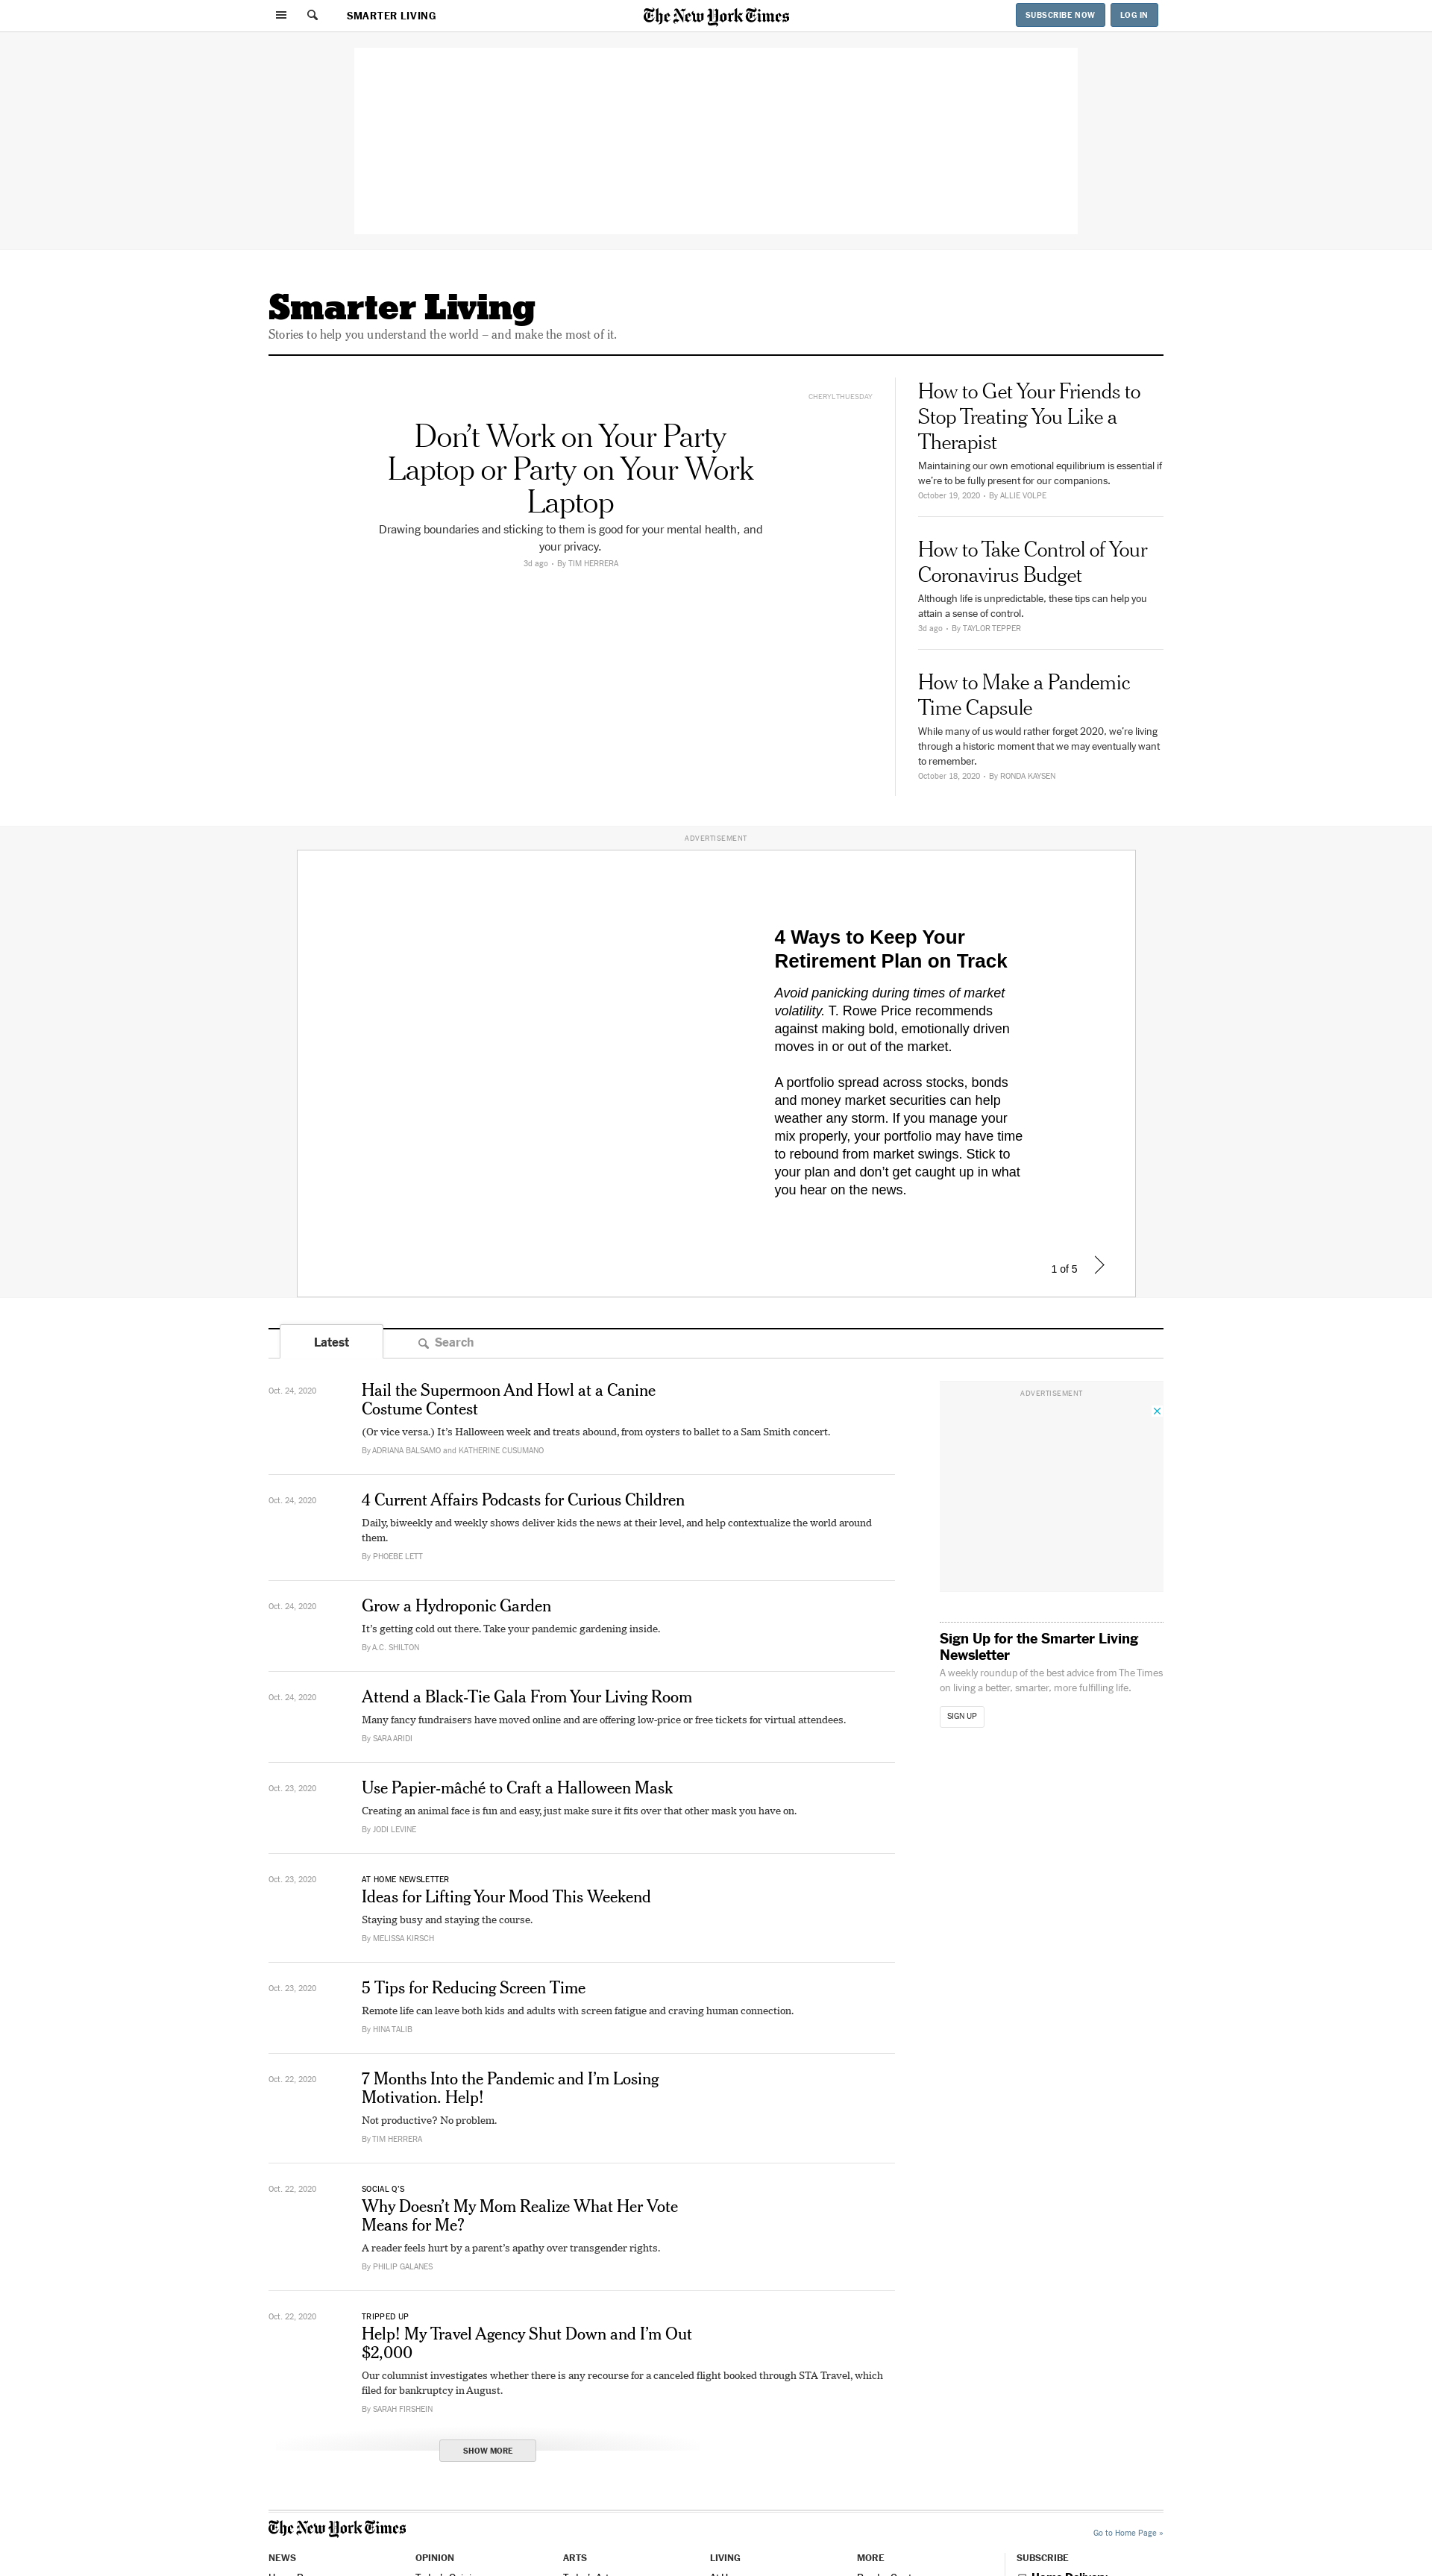 SMARTER LIVING
The New York Times
SUBSCRIBE NOW
LOG IN
Smarter Living
Stories to help you understand the world – and make the most of it.
CHERYLTHUESDAY
Don’t Work on Your Party
Laptop or Party on Your Work
Laptop
Drawing boundaries and sticking to them is good for your mental health, and
your privacy.
3d ago • By TIM HERRERA
How to Get Your Friends to
Stop Treating You Like a
Therapist
Maintaining our own emotional equilibrium is essential if
we’re to be fully present for our companions.
October 19, 2020 • By ALLIE VOLPE
How to Take Control of Your
Coronavirus Budget
Although life is unpredictable, these tips can help you
attain a sense of control.
3d ago • By TAYLOR TEPPER
How to Make a Pandemic
Time Capsule
While many of us would rather forget 2020, we’re living
through a historic moment that we may eventually want
to remember.
October 18, 2020 • By RONDA KAYSEN
ADVERTISEMENT
4 Ways to Keep Your
Retirement Plan on Track
Avoid panicking during times of market
volatility. T. Rowe Price recommends
against making bold, emotionally driven
moves in or out of the market.
A portfolio spread across stocks, bonds
and money market securities can help
weather any storm. If you manage your
mix properly, your portfolio may have time
to rebound from market swings. Stick to
your plan and don’t get caught up in what
you hear on the news.
1 of 5
Latest
Search
Oct. 24, 2020
Hail the Supermoon And Howl at a Canine
Costume Contest
(Or vice versa.) It’s Halloween week and treats abound, from oysters to ballet to a Sam Smith concert.
By ADRIANA BALSAMO and KATHERINE CUSUMANO
Oct. 24, 2020
4 Current Affairs Podcasts for Curious Children
Daily, biweekly and weekly shows deliver kids the news at their level, and help contextualize the world around
them.
By PHOEBE LETT
Oct. 24, 2020
Grow a Hydroponic Garden
It’s getting cold out there. Take your pandemic gardening inside.
By A.C. SHILTON
Oct. 24, 2020
Attend a Black-Tie Gala From Your Living Room
Many fancy fundraisers have moved online and are offering low-price or free tickets for virtual attendees.
By SARA ARIDI
Oct. 23, 2020
Use Papier-mâché to Craft a Halloween Mask
Creating an animal face is fun and easy, just make sure it fits over that other mask you have on.
By JODI LEVINE
Oct. 23, 2020
AT HOME NEWSLETTER
Ideas for Lifting Your Mood This Weekend
Staying busy and staying the course.
By MELISSA KIRSCH
Oct. 23, 2020
5 Tips for Reducing Screen Time
Remote life can leave both kids and adults with screen fatigue and craving human connection.
By HINA TALIB
Oct. 22, 2020
7 Months Into the Pandemic and I’m Losing
Motivation. Help!
Not productive? No problem.
By TIM HERRERA
Oct. 22, 2020
SOCIAL Q’S
Why Doesn’t My Mom Realize What Her Vote
Means for Me?
A reader feels hurt by a parent’s apathy over transgender rights.
By PHILIP GALANES
Oct. 22, 2020
TRIPPED UP
Help! My Travel Agency Shut Down and I’m Out
$2,000
Our columnist investigates whether there is any recourse for a canceled flight booked through STA Travel, which
filed for bankruptcy in August.
By SARAH FIRSHEIN
SHOW MORE
ADVERTISEMENT
Sign Up for the Smarter Living
Newsletter
A weekly roundup of the best advice from The Times
on living a better, smarter, more fulfilling life.
SIGN UP
The New York Times
Go to Home Page »
NEWS
OPINION
ARTS
LIVING
MORE
SUBSCRIBE